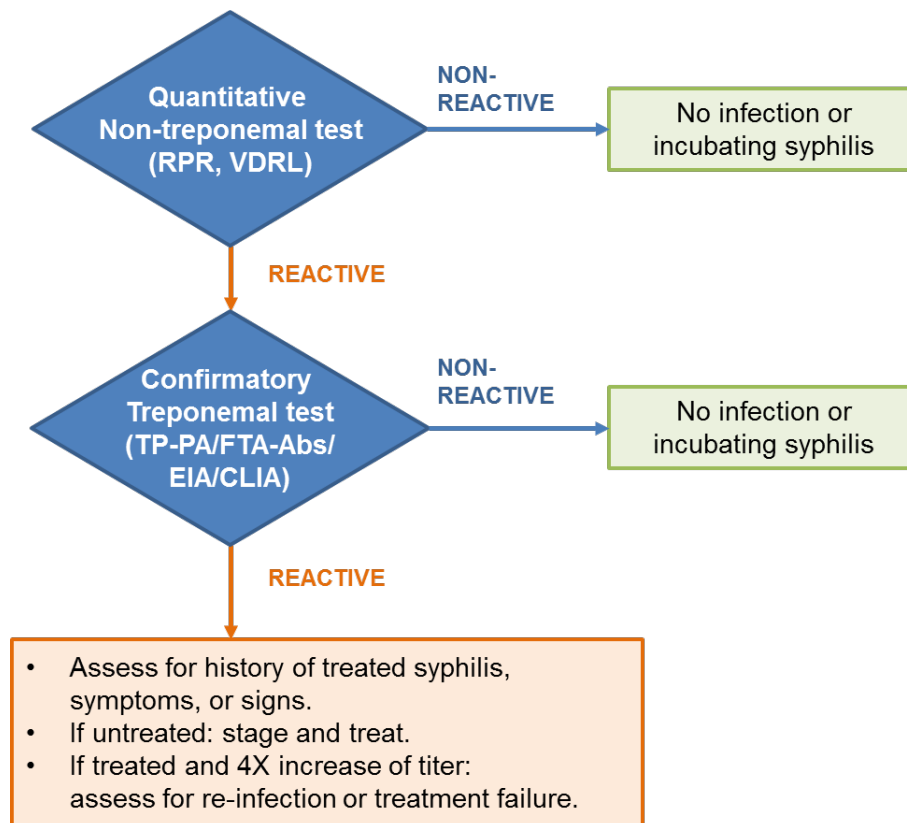 Quantitative
Non-treponemal test
(RPR, VDRL)
NON-
REACTIVE
No infection or
incubating syphilis
REACTIVE
Confirmatory
Treponemal test
(TP-PA/FTA-Abs/
EIA/CLIA)
NON-
REACTIVE
No infection or
incubating syphilis
REACTIVE
• Assess for history of treated syphilis,
symptoms, or signs.
• If untreated: stage and treat.
• If treated and 4X increase of titer:
assess for re-infection or treatment failure.